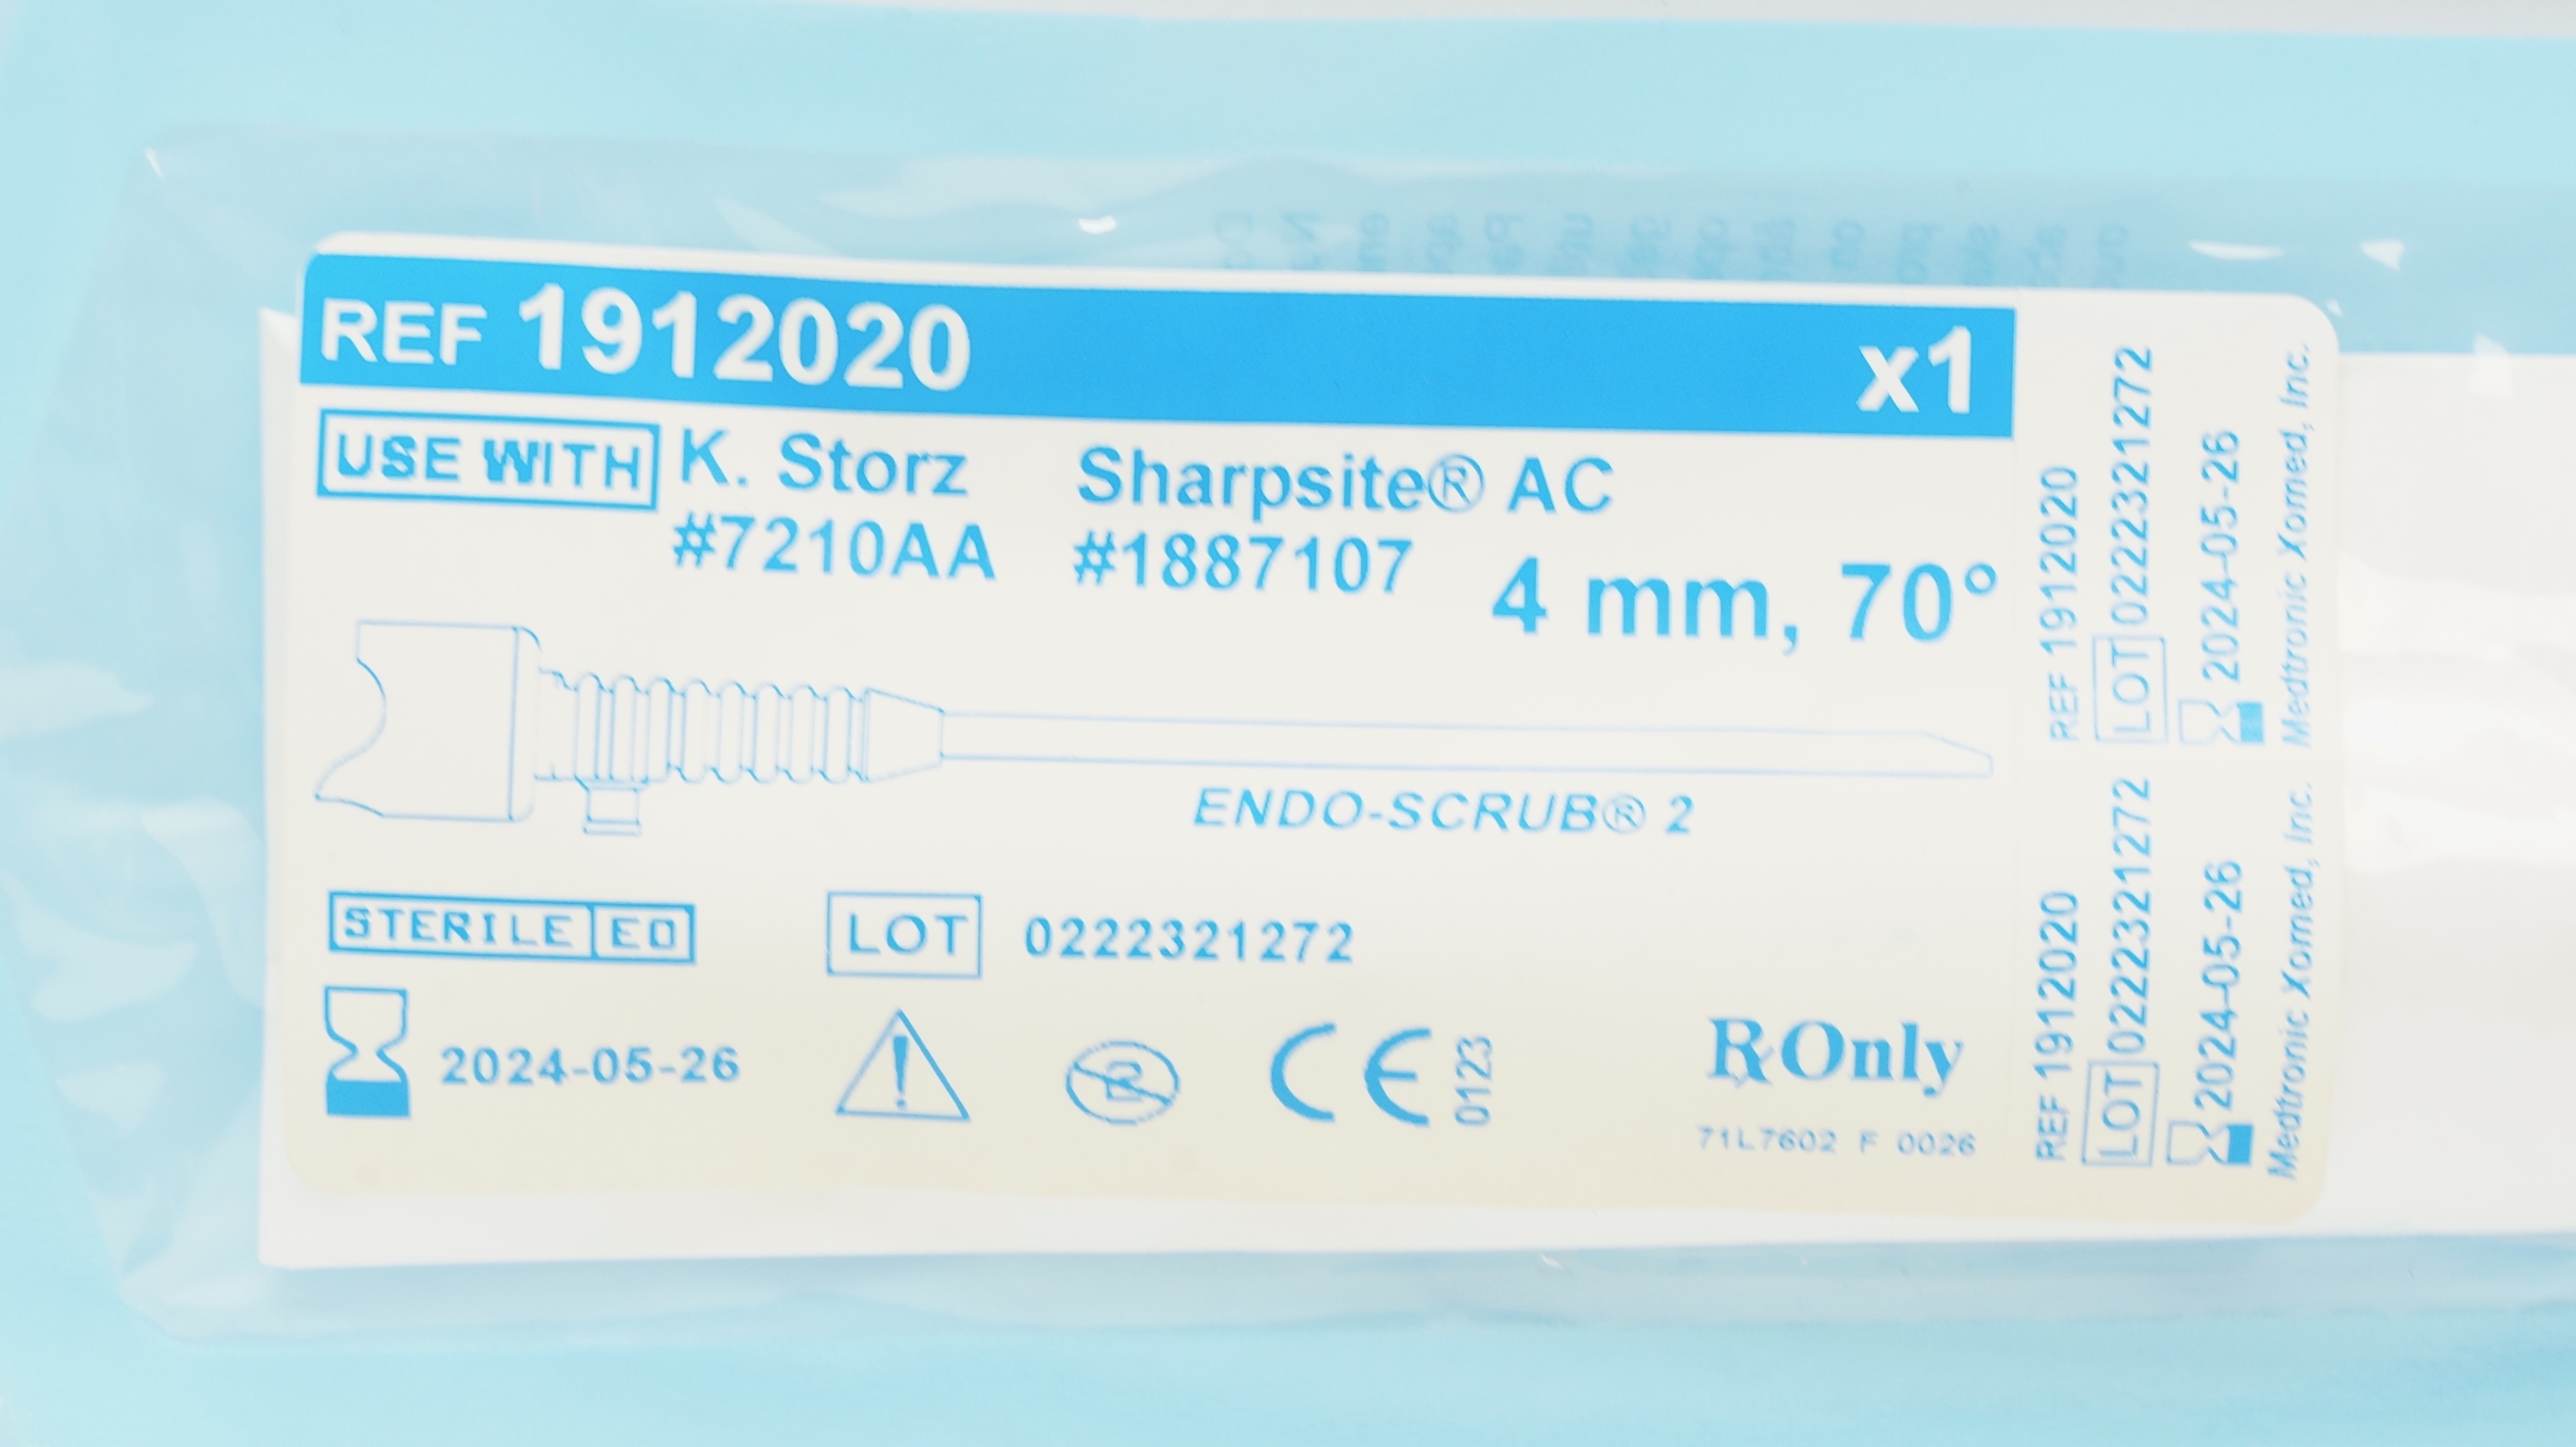 REF 1912020 x1
USE WITH K. Storz Sharpsite® AC
#7210AA #1887107
4 mm, 70°
ENDO-SCRUB® 2
STERILE EO LOT 0222321272
2024-05-26
CE 0123
Rx Only
71L7602 F 0026
REF 1912020
LOT 0222321272
2024-05-26
Medtronic Xomed, Inc.
REF 1912020
LOT 0222321272
2024-05-26
Medtronic Xomed, Inc.